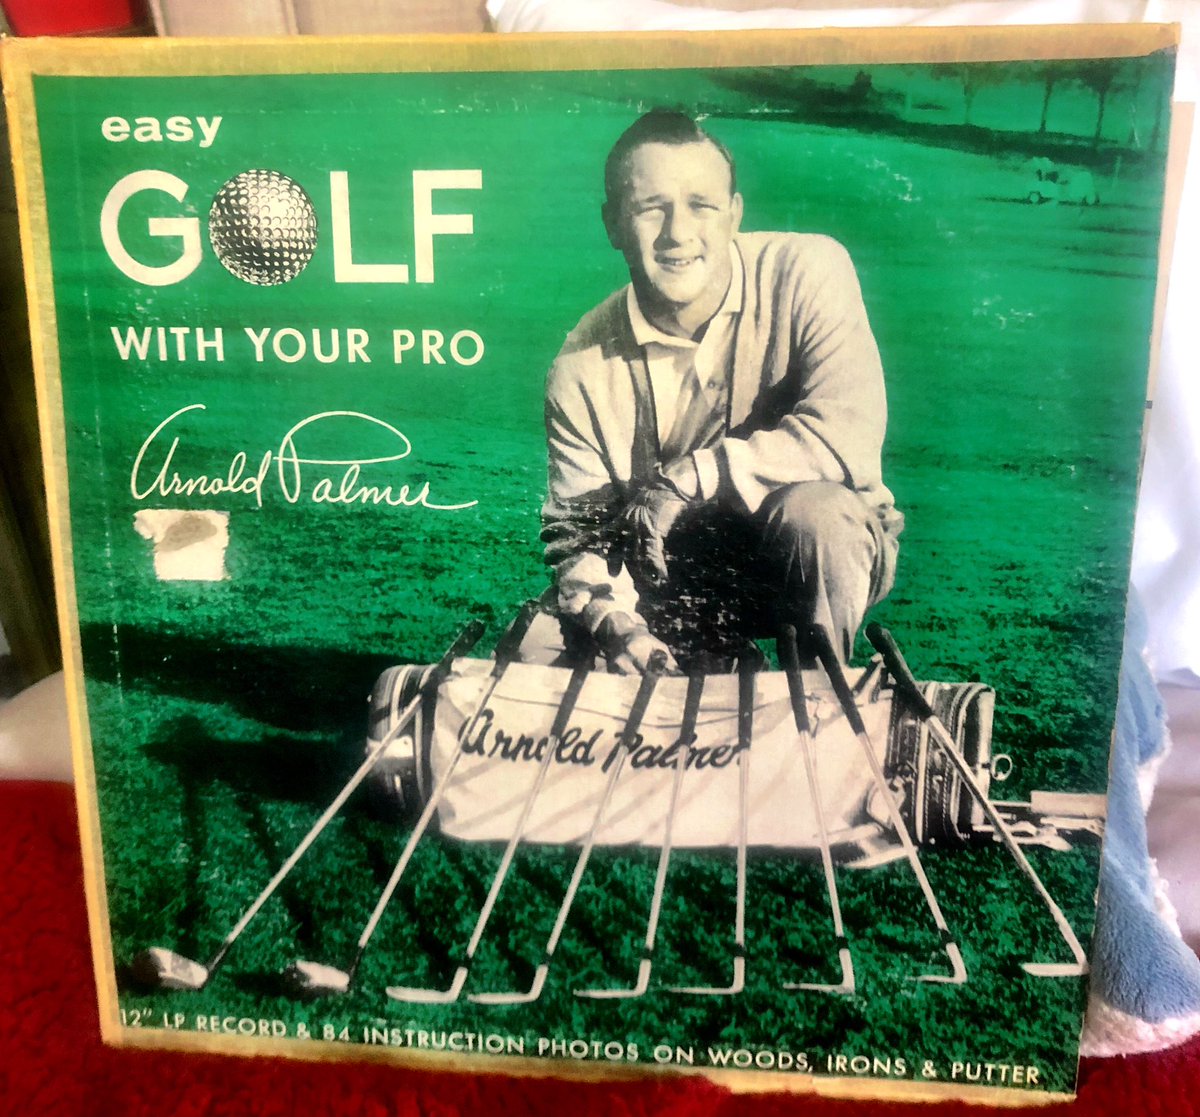 easy
GOLF
WITH YOUR PRO
Arnold Palmer
Arnold Palmer
12" LP RECORD & 84 INSTRUCTION PHOTOS ON WOODS, IRONS & PUTTER